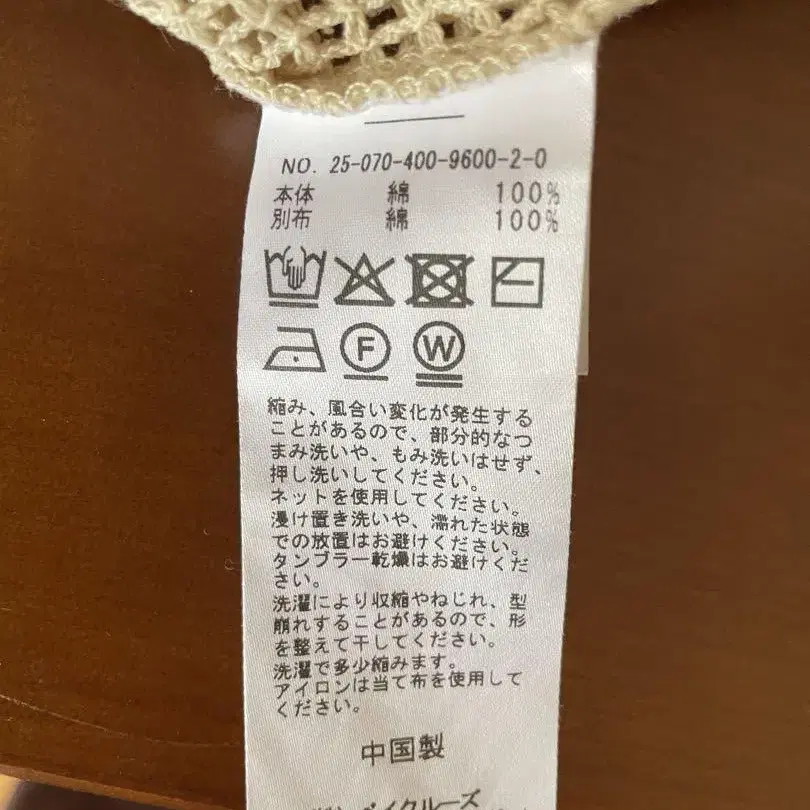 NO. 25-070-400-9600-2-0
本体 綿 100%
別布 綿 100%
F W
縮み、風合い変化が発生する
ことがあるので、部分的なつ
まみ洗いや、もみ洗いはせず、
押し洗いしてください。
ネットを使用してください。
浸け置き洗いや、濡れた状態
での放置はお避けください。
タンブラー乾燥はお避けくだ
さい。
洗濯により収縮やねじれ、型
崩れすることがあるので、形
を整えて干してください。
洗濯で多少縮みます。
アイロンは当て布を使用して
ください。
中国製
ベイクルーズ